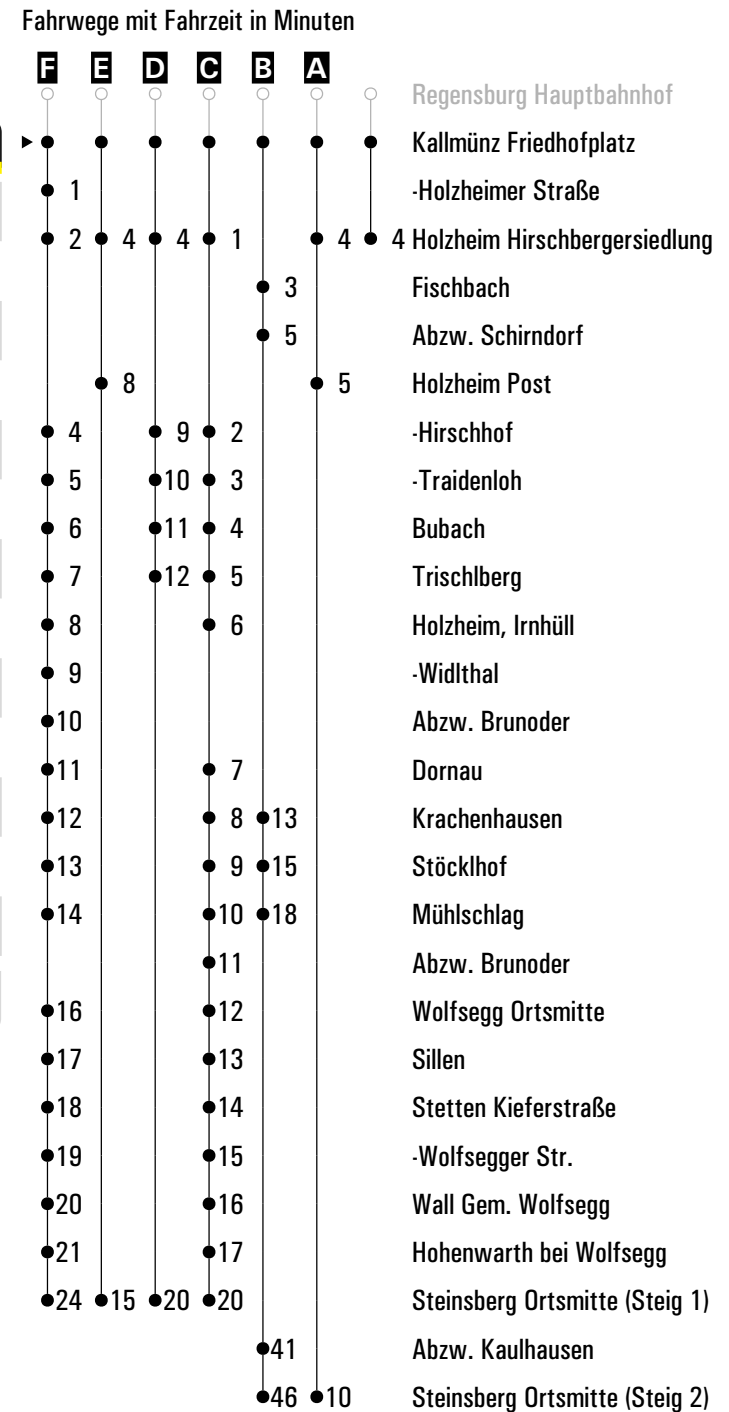 Fahrwege mit Fahrzeit in Minuten
F E D C B A
Regensburg Hauptbahnhof
Kallmünz Friedhofplatz
1 -Holzheimer Straße
2 4 4 1 4 4 Holzheim Hirschbergersiedlung
3 Fischbach
5 Abzw. Schirndorf
8 5 Holzheim Post
4 9 2 -Hirschhof
5 10 3 -Traidenloh
6 11 4 Bubach
7 12 5 Trischlberg
8 6 Holzheim, Irnhüll
9 -Widlthal
10 Abzw. Brunoder
11 7 Dornau
12 8 13 Krachenhausen
13 9 15 Stöcklhof
14 10 18 Mühlschlag
11 Abzw. Brunoder
16 12 Wolfsegg Ortsmitte
17 13 Sillen
18 14 Stetten Kieferstraße
19 15 -Wolfsegger Str.
20 16 Wall Gem. Wolfsegg
21 17 Hohenwarth bei Wolfsegg
24 15 20 20 Steinsberg Ortsmitte (Steig 1)
41 Abzw. Kaulhausen
46 10 Steinsberg Ortsmitte (Steig 2)